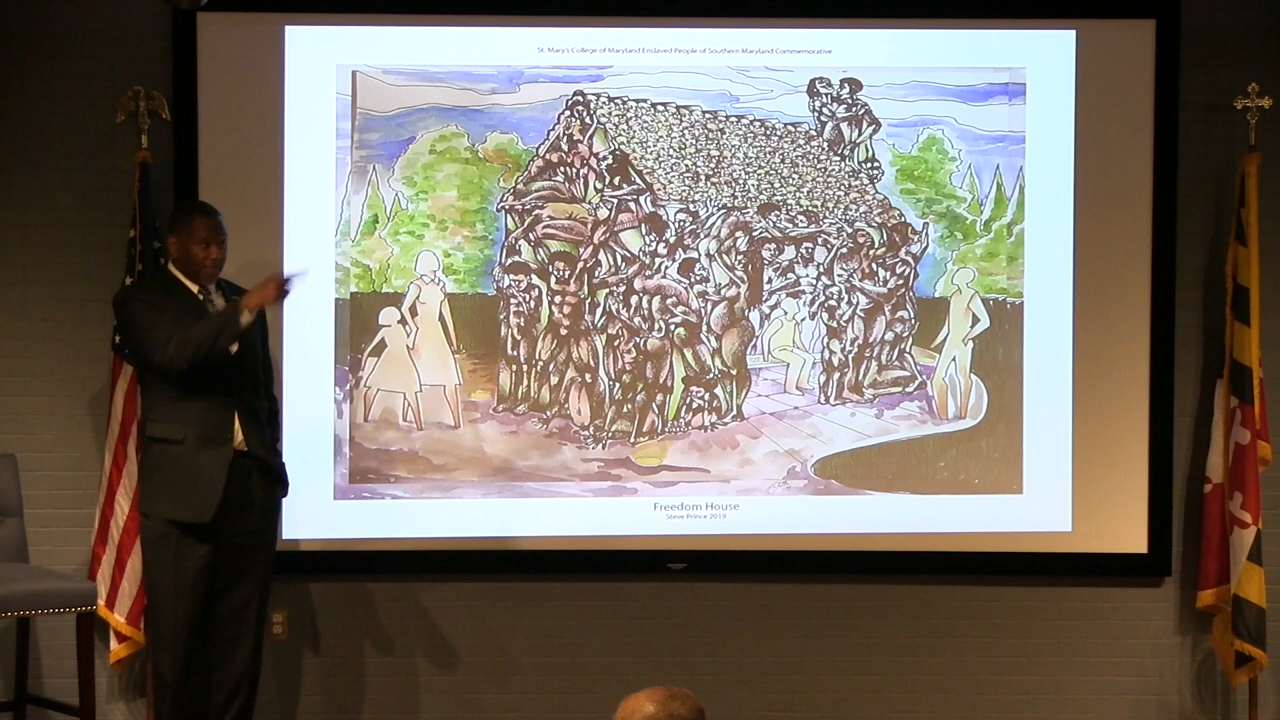 St. Mary's College of Maryland Enslaved People of Southern Maryland Commemorative
Freedom House
Steve Prince 2019